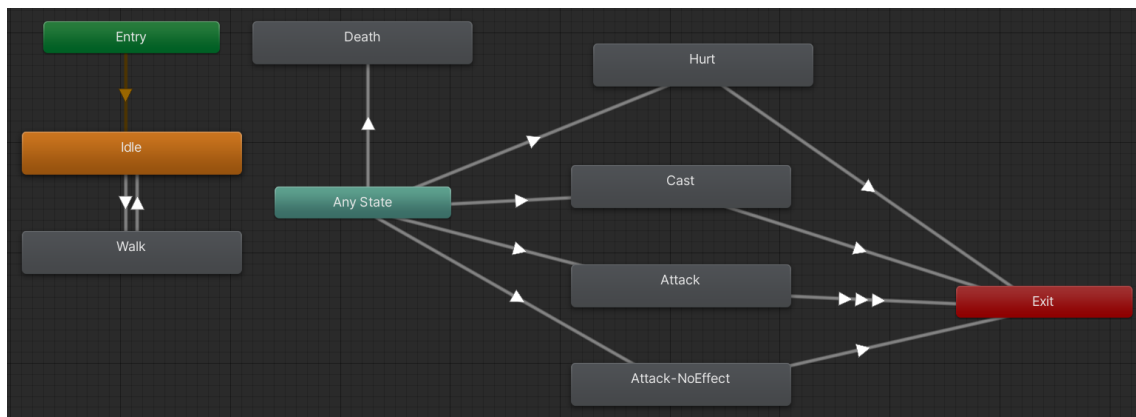 Entry
Death
Hurt
Idle
Cast
Any State
Walk
Attack
Exit
Attack-NoEffect